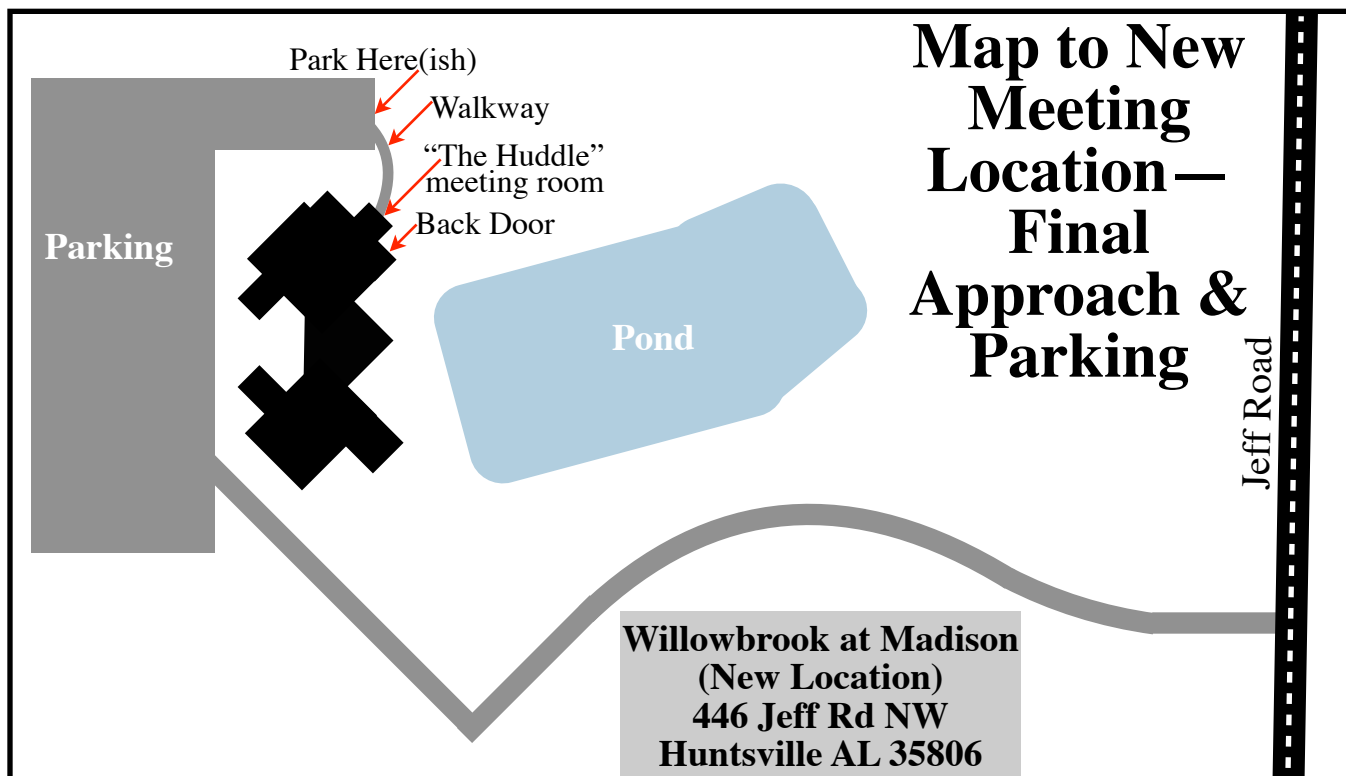 Map to New
Meeting
Location—
Final
Approach &
Parking
Park Here(ish)
Walkway
“The Huddle”
meeting room
Back Door
Parking
Pond
Jeff Road
Willowbrook at Madison
(New Location)
446 Jeff Rd NW
Huntsville AL 35806